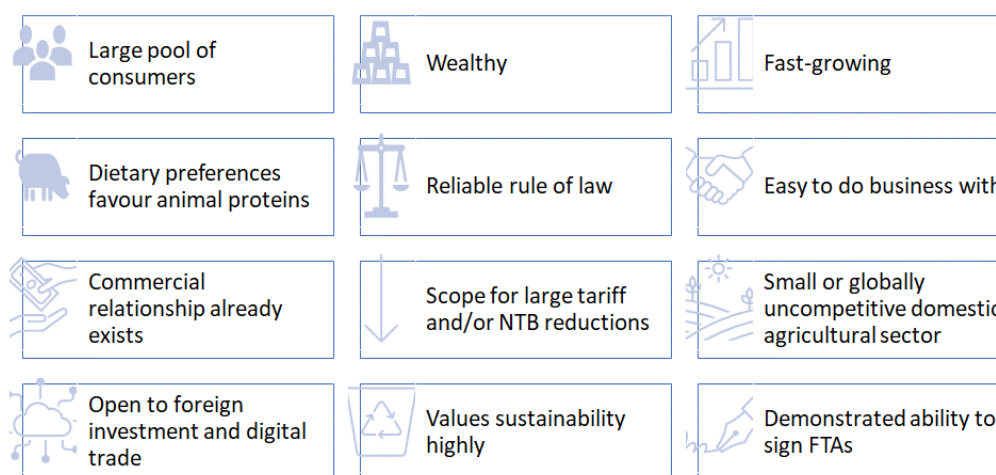 Large pool of
consumers
Wealthy
Fast-growing
Dietary preferences
favour animal proteins
Reliable rule of law
Easy to do business with
Commercial
relationship already
exists
Scope for large tariff
and/or NTB reductions
Small or globally
uncompetitive domestic
agricultural sector
Open to foreign
investment and digital
trade
Values sustainability
highly
Demonstrated ability to
sign FTAs